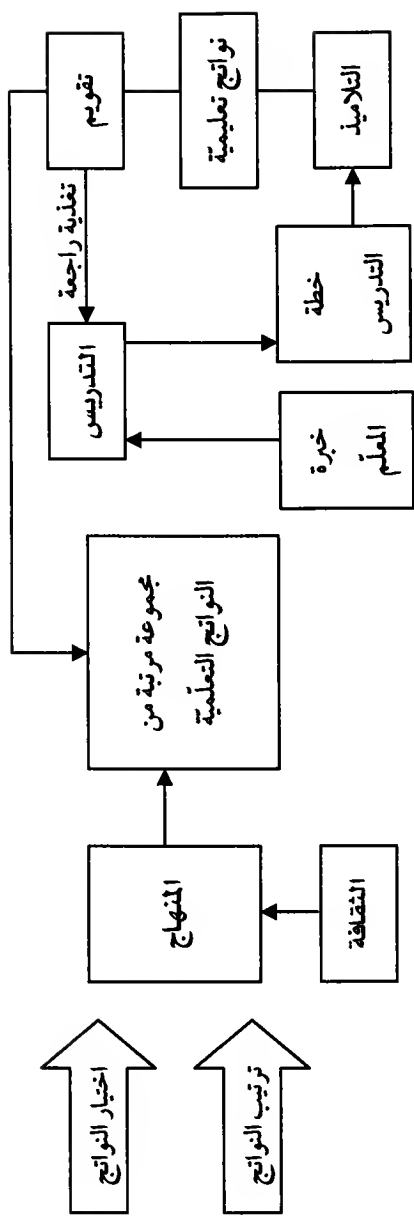 اختيار النواتج
ترتيب النواتج
المنهاج
الثقافة
مجموعة مرتبة من
النواتج التعلمية
التدريس
خبرة
المعلم
خطة
التدريس
تغذية راجعة
تقويم
نواتج تعليمية
التلاميذ